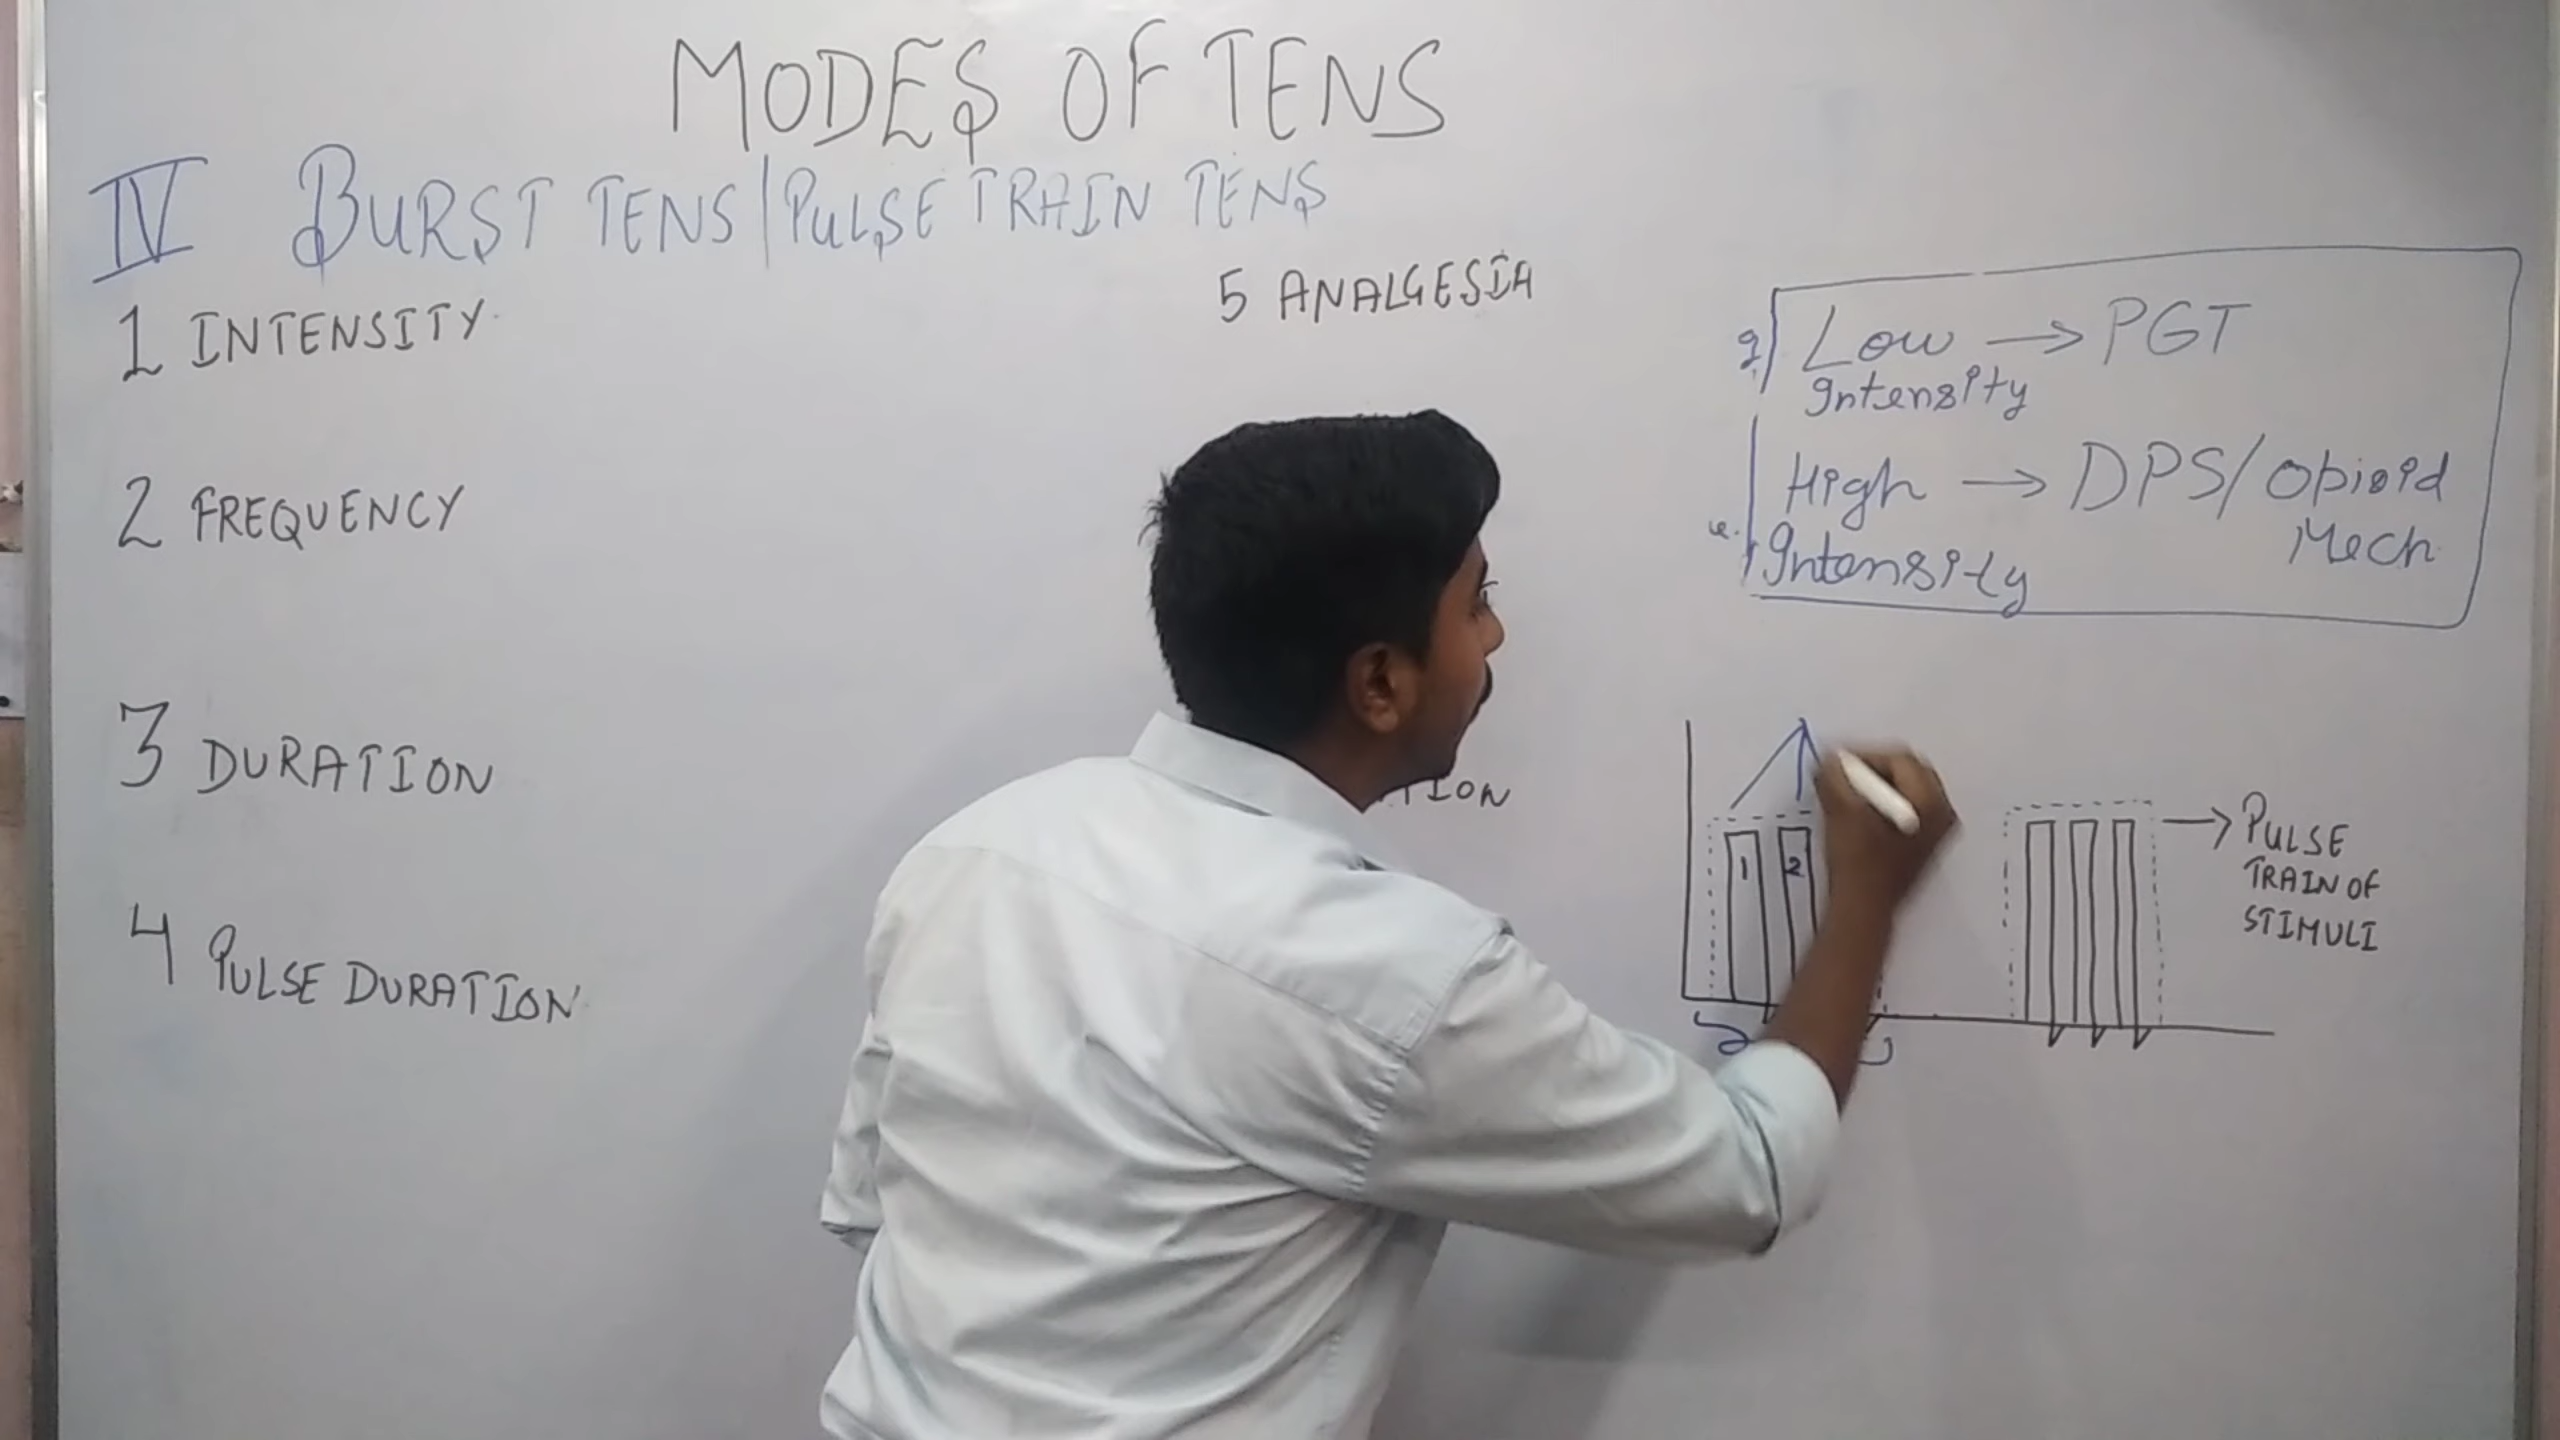 MODES OF TENS
IV BURST TENS|PULSE TRAIN TENS
1 INTENSITY
2 FREQUENCY
3 DURATION
4 PULSE DURATION
5 ANALGESIA
Low → PGT
Intensity
High → DPS/Opioid
Intensity Mech
1 2
→ PULSE
TRAIN OF
STIMULI